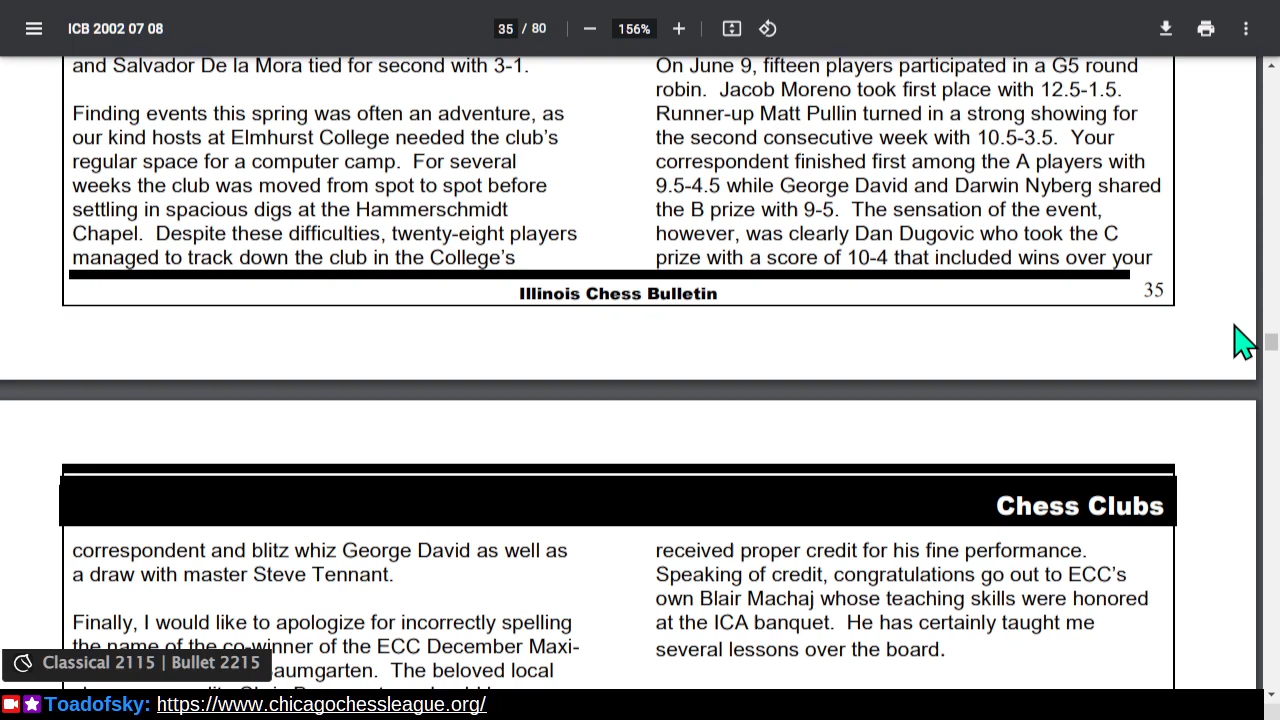 ICB 2002 07 08
35 / 80
156%
and Salvador De la Mora tied for second with 3-1.
Finding events this spring was often an adventure, as
our kind hosts at Elmhurst College needed the club's
regular space for a computer camp. For several
weeks the club was moved from spot to spot before
settling in spacious digs at the Hammerschmidt
Chapel. Despite these difficulties, twenty-eight players
managed to track down the club in the College's
On June 9, fifteen players participated in a G5 round
robin. Jacob Moreno took first place with 12.5-1.5.
Runner-up Matt Pullin turned in a strong showing for
the second consecutive week with 10.5-3.5. Your
correspondent finished first among the A players with
9.5-4.5 while George David and Darwin Nyberg shared
the B prize with 9-5. The sensation of the event,
however, was clearly Dan Dugovic who took the C
prize with a score of 10-4 that included wins over your
Illinois Chess Bulletin
35
Chess Clubs
correspondent and blitz whiz George David as well as
a draw with master Steve Tennant.
Finally, I would like to apologize for incorrectly spelling
the name of the co-winner of the ECC December Maxi-
aumgarten. The beloved local
received proper credit for his fine performance.
Speaking of credit, congratulations go out to ECC's
own Blair Machaj whose teaching skills were honored
at the ICA banquet. He has certainly taught me
several lessons over the board.
Classical 2115 | Bullet 2215
Toadofsky: https://www.chicagochessleague.org/